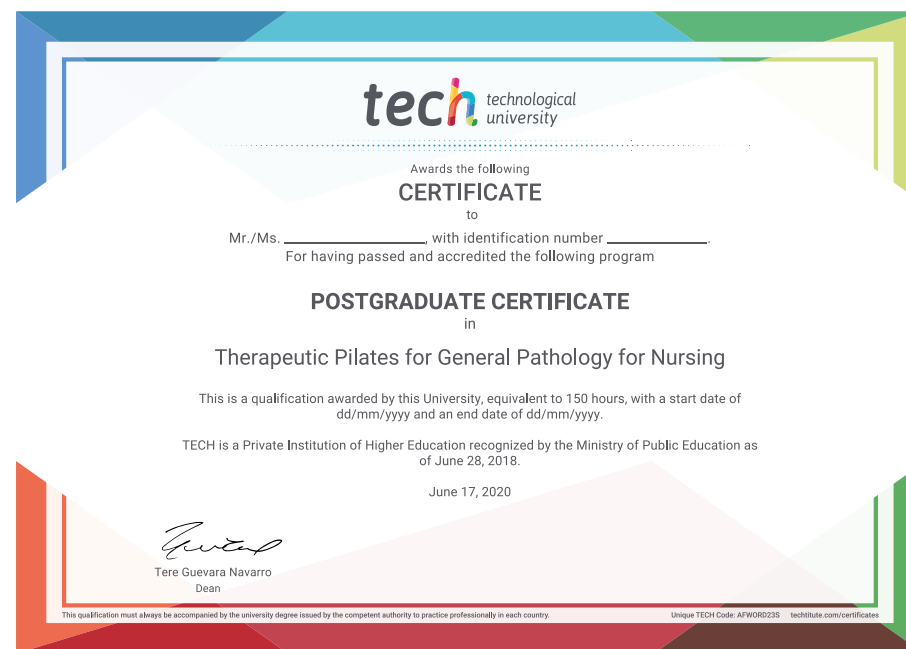 tech technological
university
Awards the following
CERTIFICATE
to
Mr./Ms. ____________________, with identification number ______________.
For having passed and accredited the following program
POSTGRADUATE CERTIFICATE
in
Therapeutic Pilates for General Pathology for Nursing
This is a qualification awarded by this University, equivalent to 150 hours, with a start date of
dd/mm/yyyy and an end date of dd/mm/yyyy.
TECH is a Private Institution of Higher Education recognized by the Ministry of Public Education as
of June 28, 2018.
June 17, 2020
Tere Guevara Navarro
Dean
This qualification must always be accompanied by the university degree issued by the competent authority to practice professionally in each country.
Unique TECH Code: AFWORD23S techtitute.com/certificates